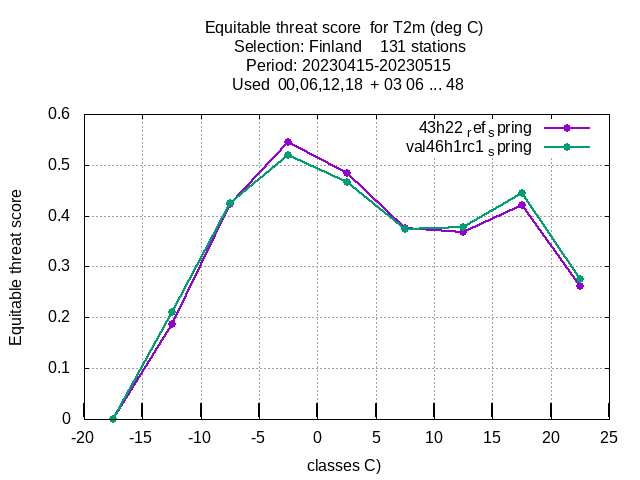 Equitable threat score  for T2m (deg C)
Selection: Finland    131 stations
Period: 20230415-20230515
Used  00,06,12,18  + 03 06 ... 48
43h22 ref spring
val46h1rc1 spring
Equitable threat score
0.6
0.5
0.4
0.3
0.2
0.1
0
-20 -15 -10 -5 0 5 10 15 20 25
classes C)